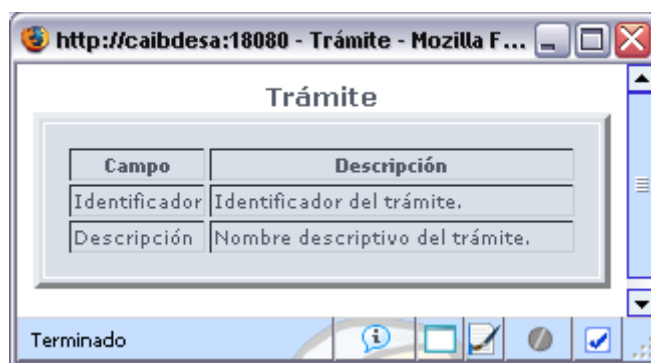 http://caibdesa:18080 - Trámite - Mozilla F...
Trámite
Campo Descripción
Identificador Identificador del trámite.
Descripción Nombre descriptivo del trámite.
Terminado